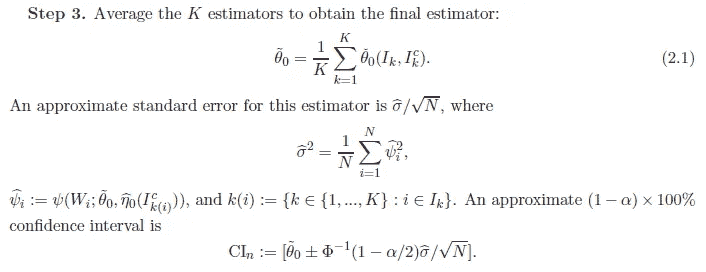 Step 3. Average the K estimators to obtain the final estimator:
θ̃₀ = 1/K ∑_{k=1}^{K} θ̌₀(I_k, I_k^c). (2.1)
An approximate standard error for this estimator is σ̂/√N, where
σ̂² = 1/N ∑_{i=1}^{N} ψ̂_i²,
ψ̂_i := ψ(W_i; θ̃₀, η̂₀(I_{k(i)}^c)), and k(i) := {k ∈ {1, ..., K} : i ∈ I_k}. An approximate (1 − α) × 100%
confidence interval is
CI_n := [θ̃₀ ± Φ⁻¹(1 − α/2)σ̂/√N].